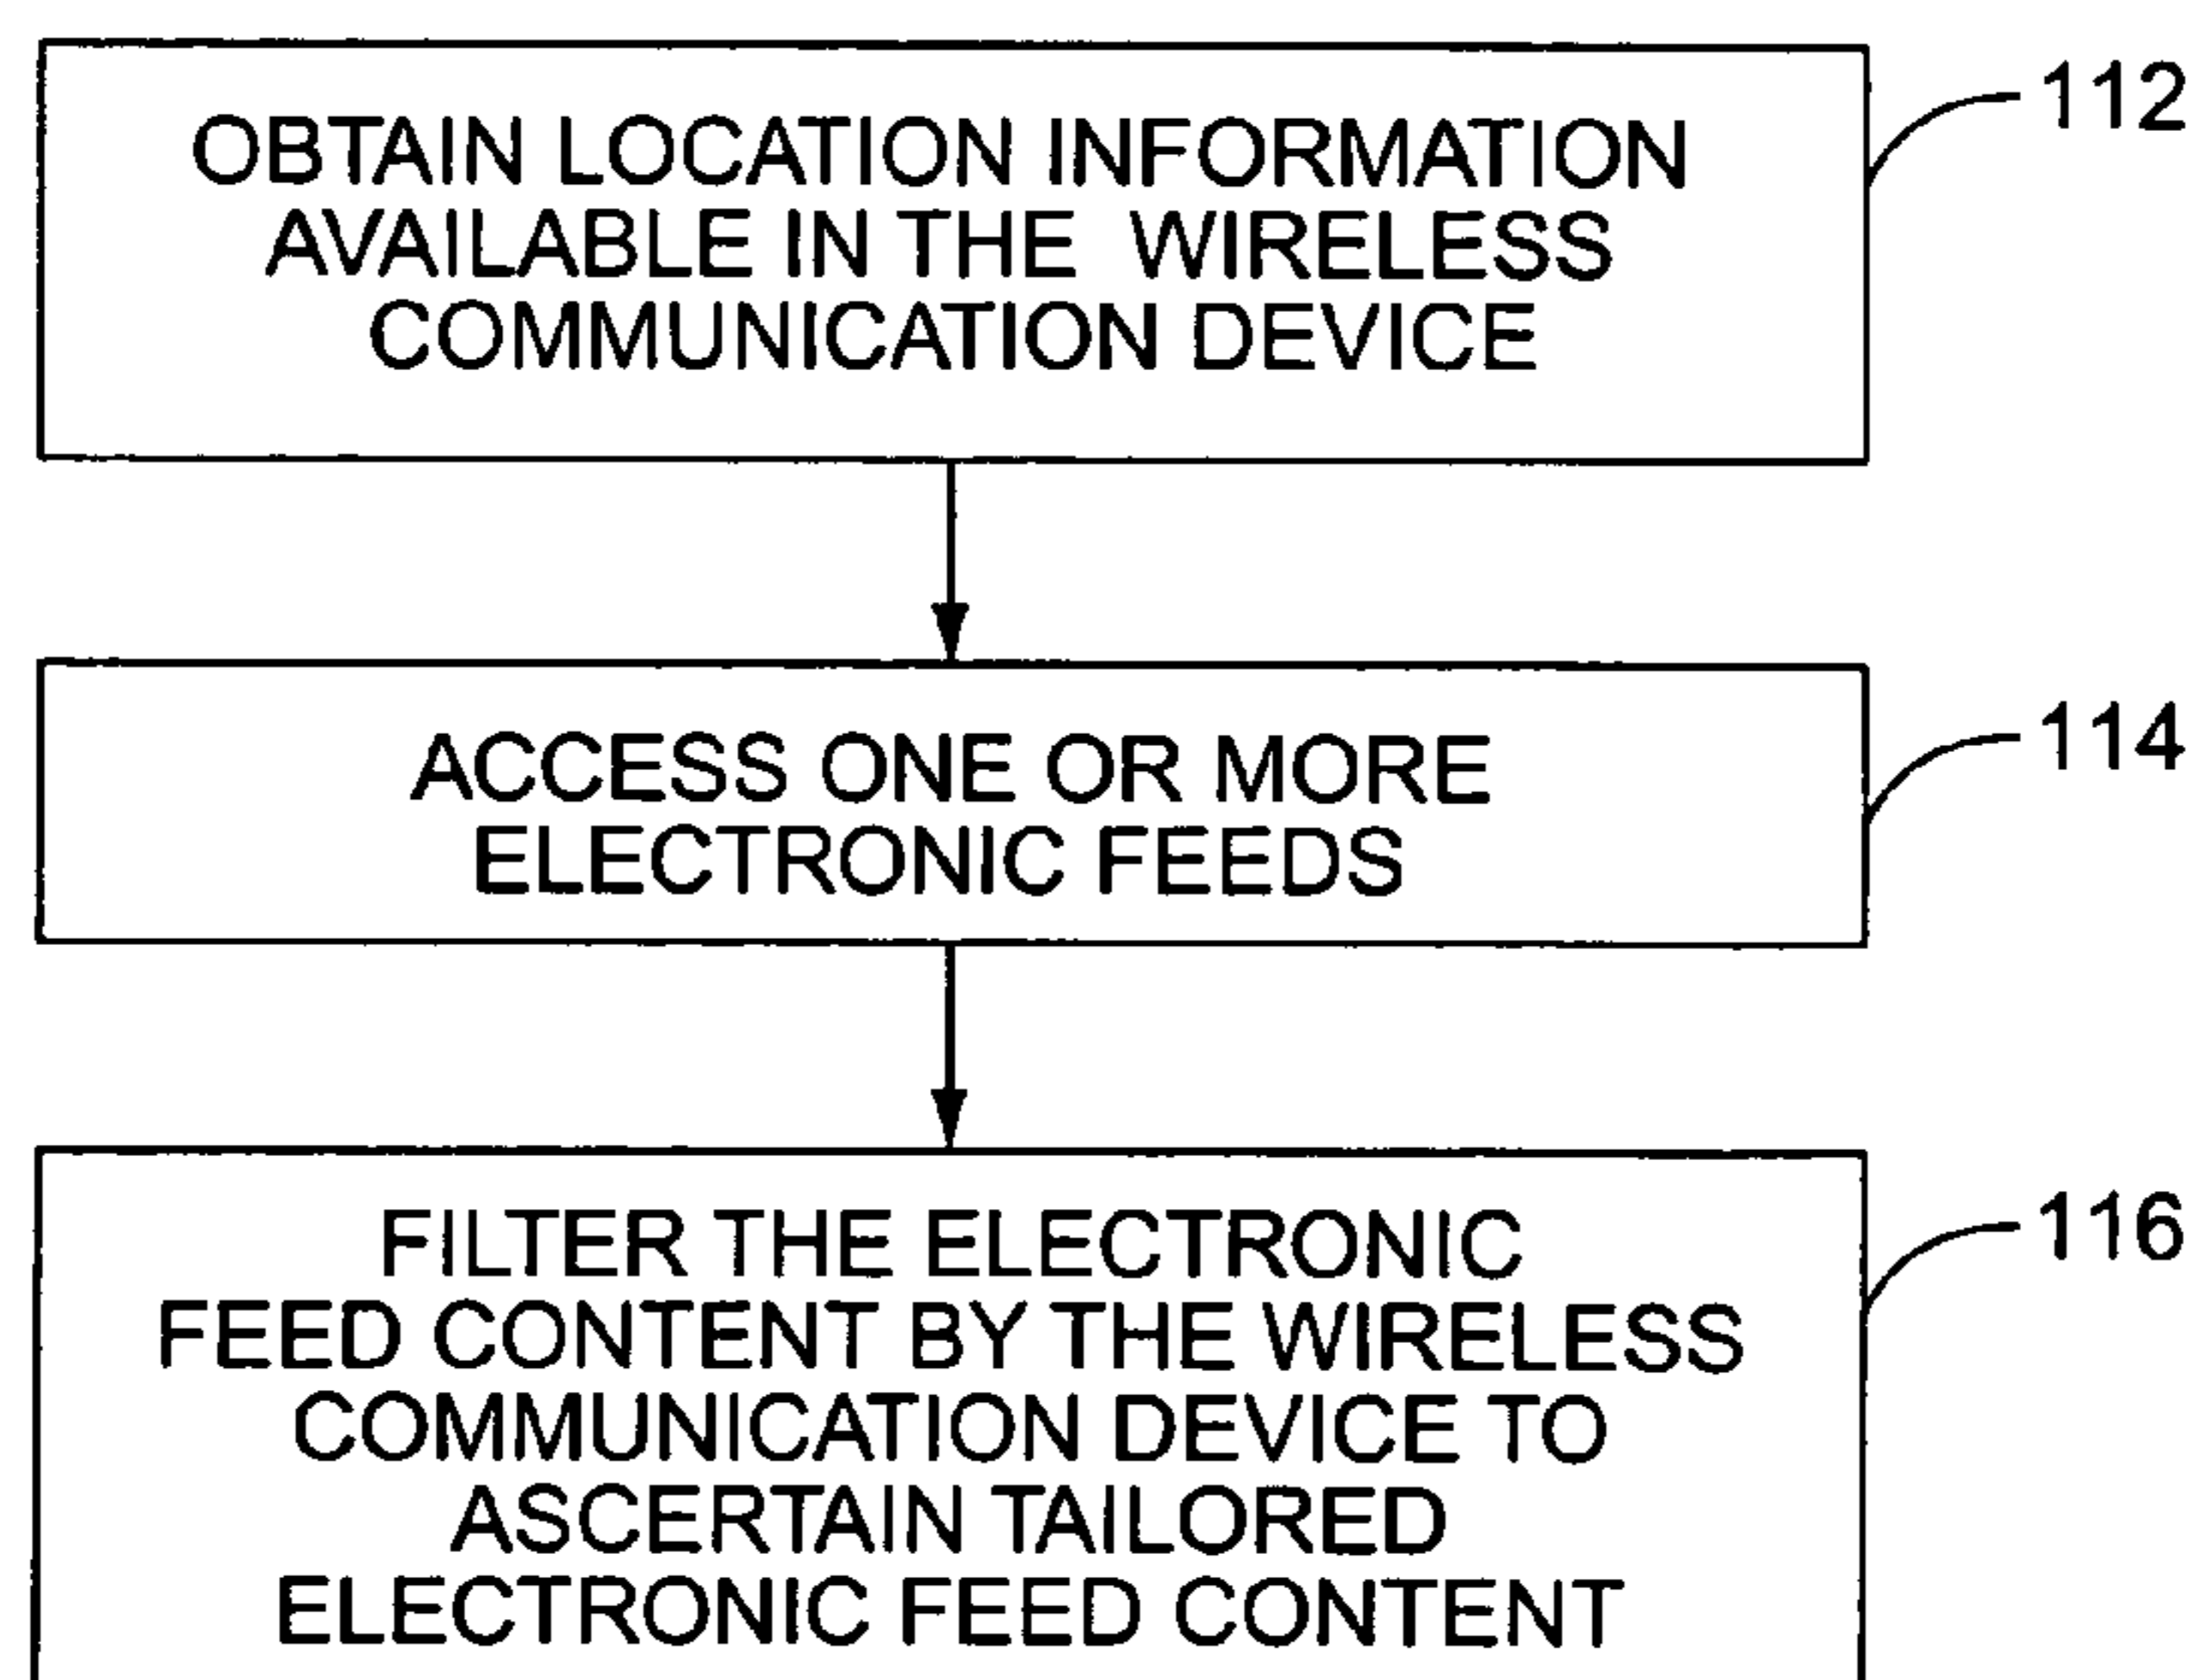 OBTAIN LOCATION INFORMATION
AVAILABLE IN THE WIRELESS
COMMUNICATION DEVICE
112
ACCESS ONE OR MORE
ELECTRONIC FEEDS
114
FILTER THE ELECTRONIC
FEED CONTENT BY THE WIRELESS
COMMUNICATION DEVICE TO
ASCERTAIN TAILORED
ELECTRONIC FEED CONTENT
116